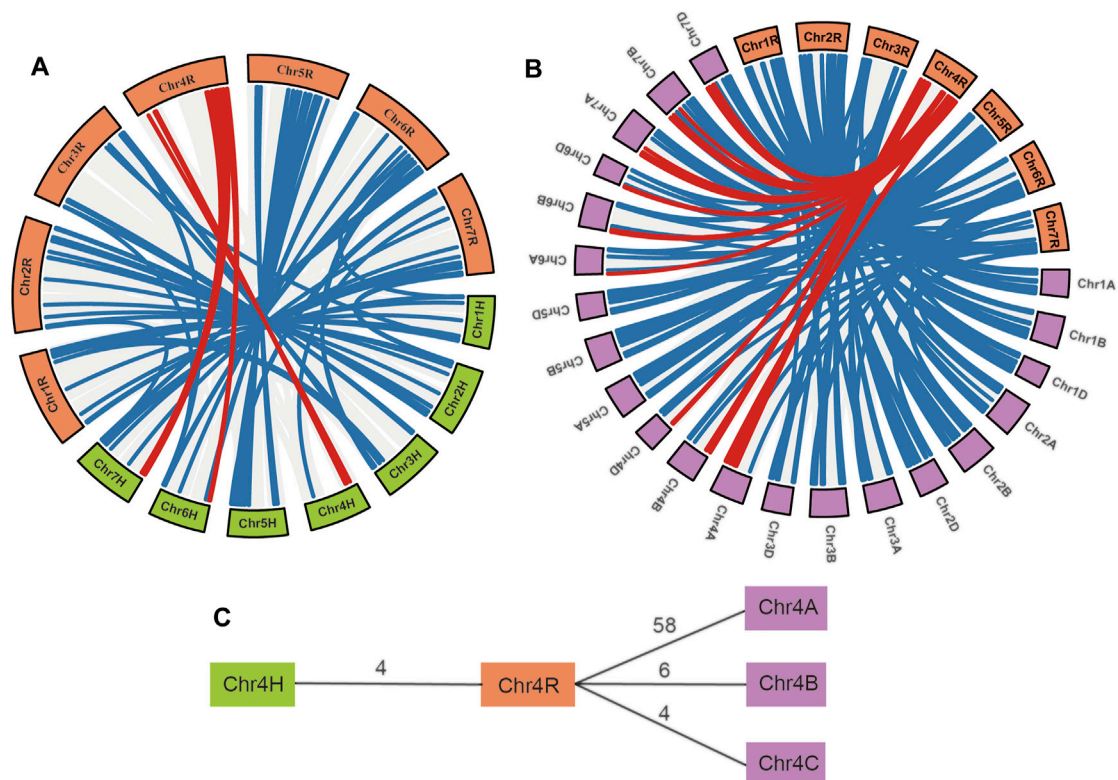 A
Chr1R
Chr2R
Chr3R
Chr4R
Chr5R
Chr6R
Chr7R
Chr1H
Chr2H
Chr3H
Chr4H
Chr5H
Chr6H
Chr7H
B
Chr1R
Chr2R
Chr3R
Chr4R
Chr5R
Chr6R
Chr7R
Chr1A
Chr1B
Chr1D
Chr2A
Chr2B
Chr2D
Chr3A
Chr3B
Chr3D
Chr4A
Chr4B
Chr4D
Chr5A
Chr5B
Chr5D
Chr6A
Chr6B
Chr6D
Chr7A
Chr7B
Chr7D
C
Chr4H
4
Chr4R
58
Chr4A
6
Chr4B
4
Chr4C